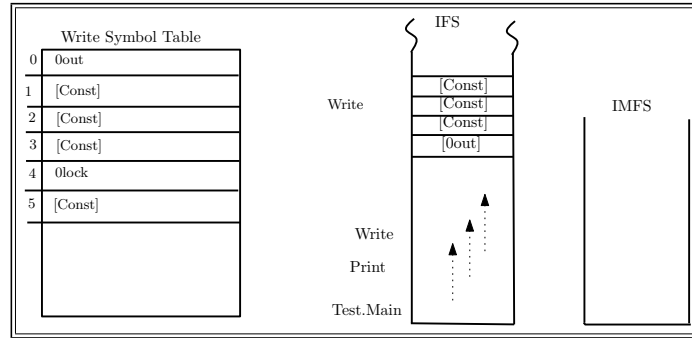 Write Symbol Table
0 0out
1 [Const]
2 [Const]
3 [Const]
4 0lock
5 [Const]
IFS
Write
[Const]
[Const]
[Const]
[0out]
Write
Print
Test.Main
IMFS